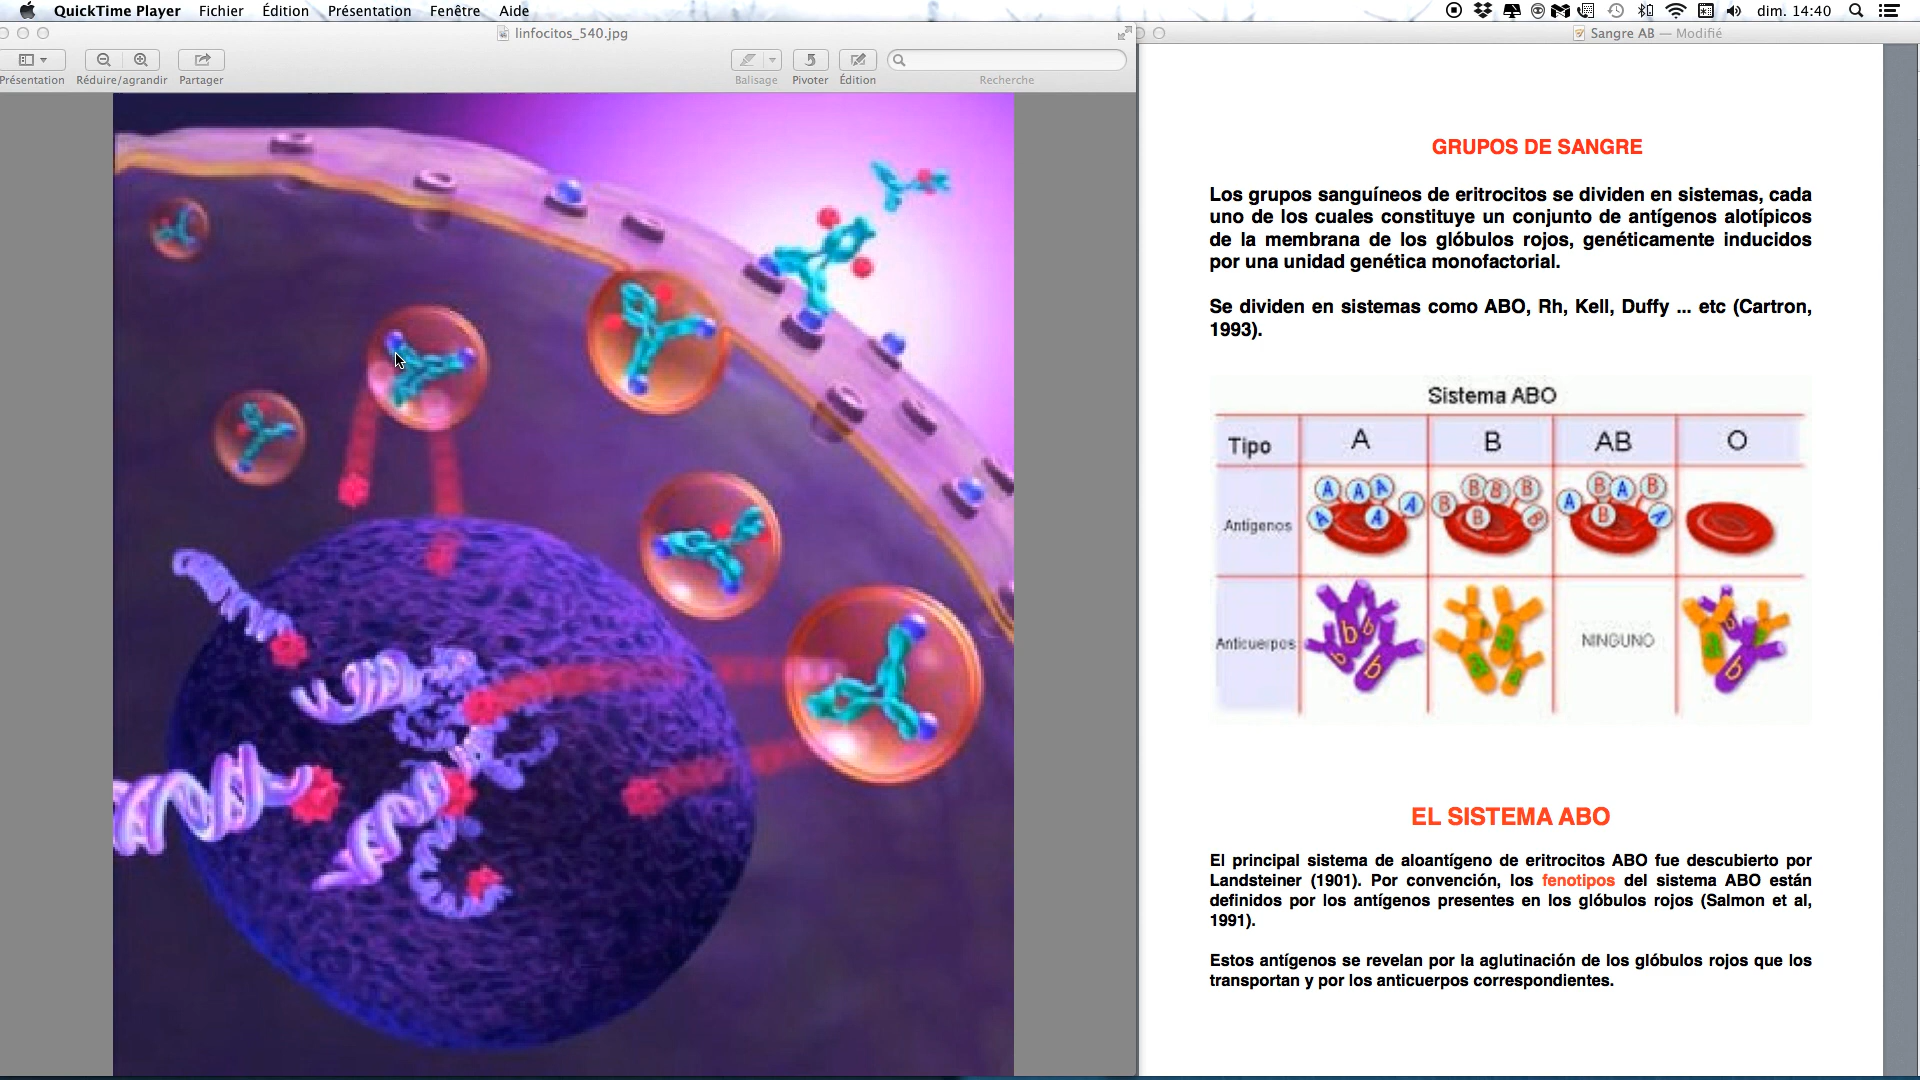 QuickTime Player Fichier Édition Présentation Fenêtre Aide
dim. 14:40
linfocitos_540.jpg
Présentation Réduire/agrandir Partager Balisage Pivoter Édition Recherche
Sangre AB — Modifié
GRUPOS DE SANGRE
Los grupos sanguíneos de eritrocitos se dividen en sistemas, cada
uno de los cuales constituye un conjunto de antígenos alotípicos
de la membrana de los glóbulos rojos, genéticamente inducidos
por una unidad genética monofactorial.
Se dividen en sistemas como ABO, Rh, Kell, Duffy ... etc (Cartron,
1993).
Sistema ABO
Tipo A B AB O
A A A A A A B B B B B B A B A B B A
Antígenos
Anticuerpos NINGUNO
b b b b b
EL SISTEMA ABO
El principal sistema de aloantígeno de eritrocitos ABO fue descubierto por
Landsteiner (1901). Por convención, los fenotipos del sistema ABO están
definidos por los antígenos presentes en los glóbulos rojos (Salmon et al,
1991).
Estos antígenos se revelan por la aglutinación de los glóbulos rojos que los
transportan y por los anticuerpos correspondientes.